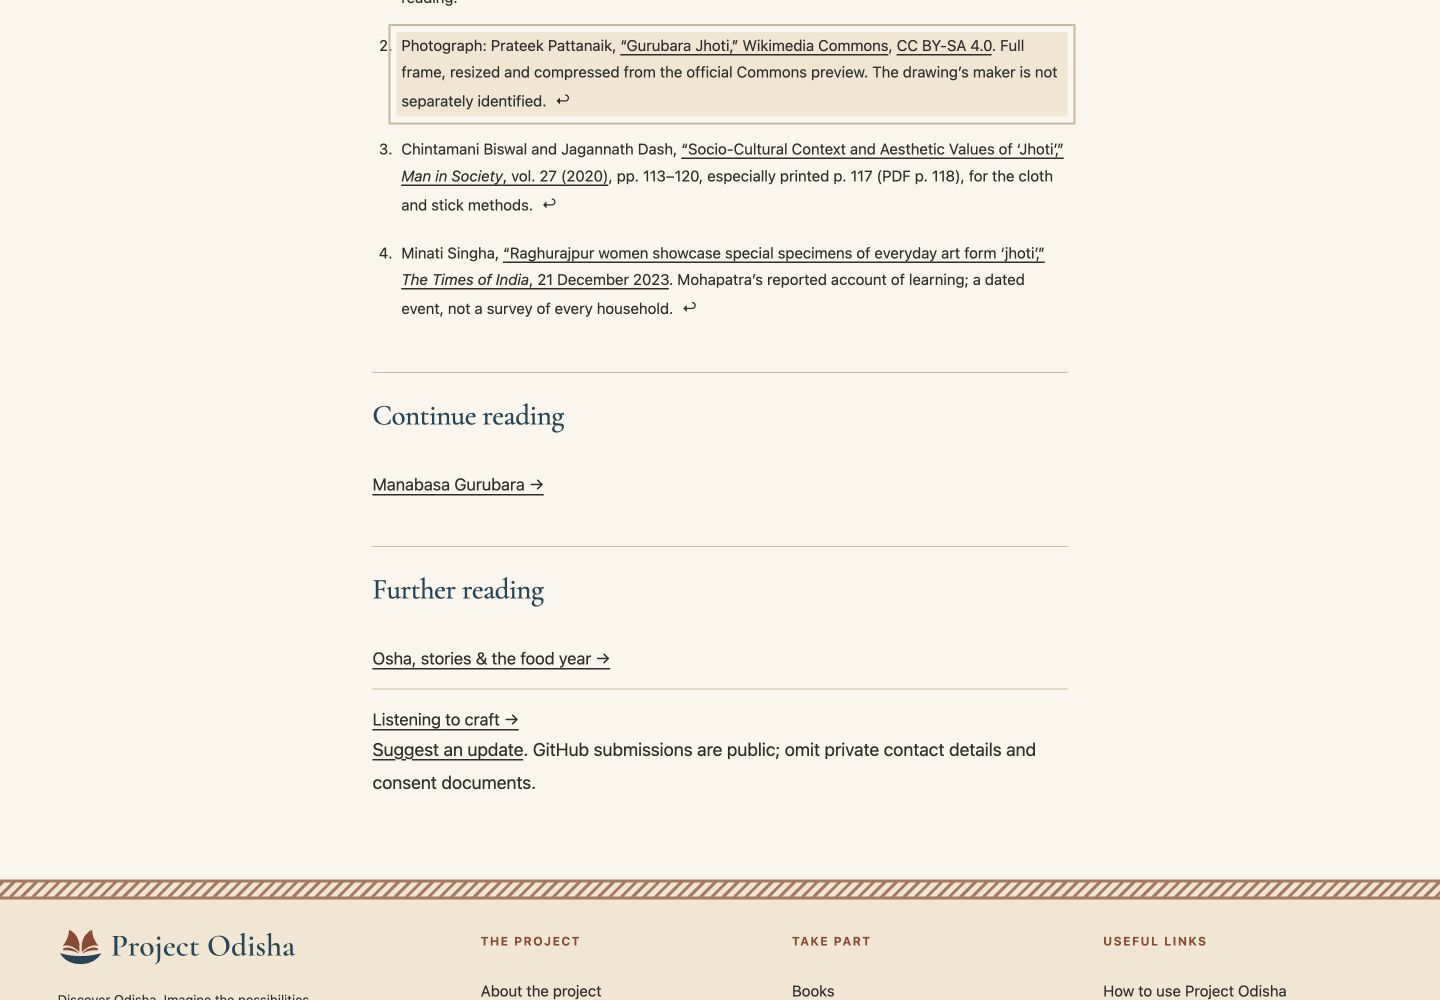 reading.
2. Photograph: Prateek Pattanaik, “Gurubara Jhoti,” Wikimedia Commons, CC BY-SA 4.0. Full
frame, resized and compressed from the official Commons preview. The drawing’s maker is not
separately identified. ↩
3. Chintamani Biswal and Jagannath Dash, “Socio-Cultural Context and Aesthetic Values of ‘Jhoti’,”
Man in Society, vol. 27 (2020), pp. 113–120, especially printed p. 117 (PDF p. 118), for the cloth
and stick methods. ↩
4. Minati Singha, “Raghurajpur women showcase special specimens of everyday art form ‘jhoti’,”
The Times of India, 21 December 2023. Mohapatra’s reported account of learning; a dated
event, not a survey of every household. ↩
Continue reading
Manabasa Gurubara →
Further reading
Osha, stories & the food year →
Listening to craft →
Suggest an update. GitHub submissions are public; omit private contact details and
consent documents.
Project Odisha
Discover Odisha. Imagine the possibilities.
THE PROJECT
About the project
TAKE PART
Books
USEFUL LINKS
How to use Project Odisha